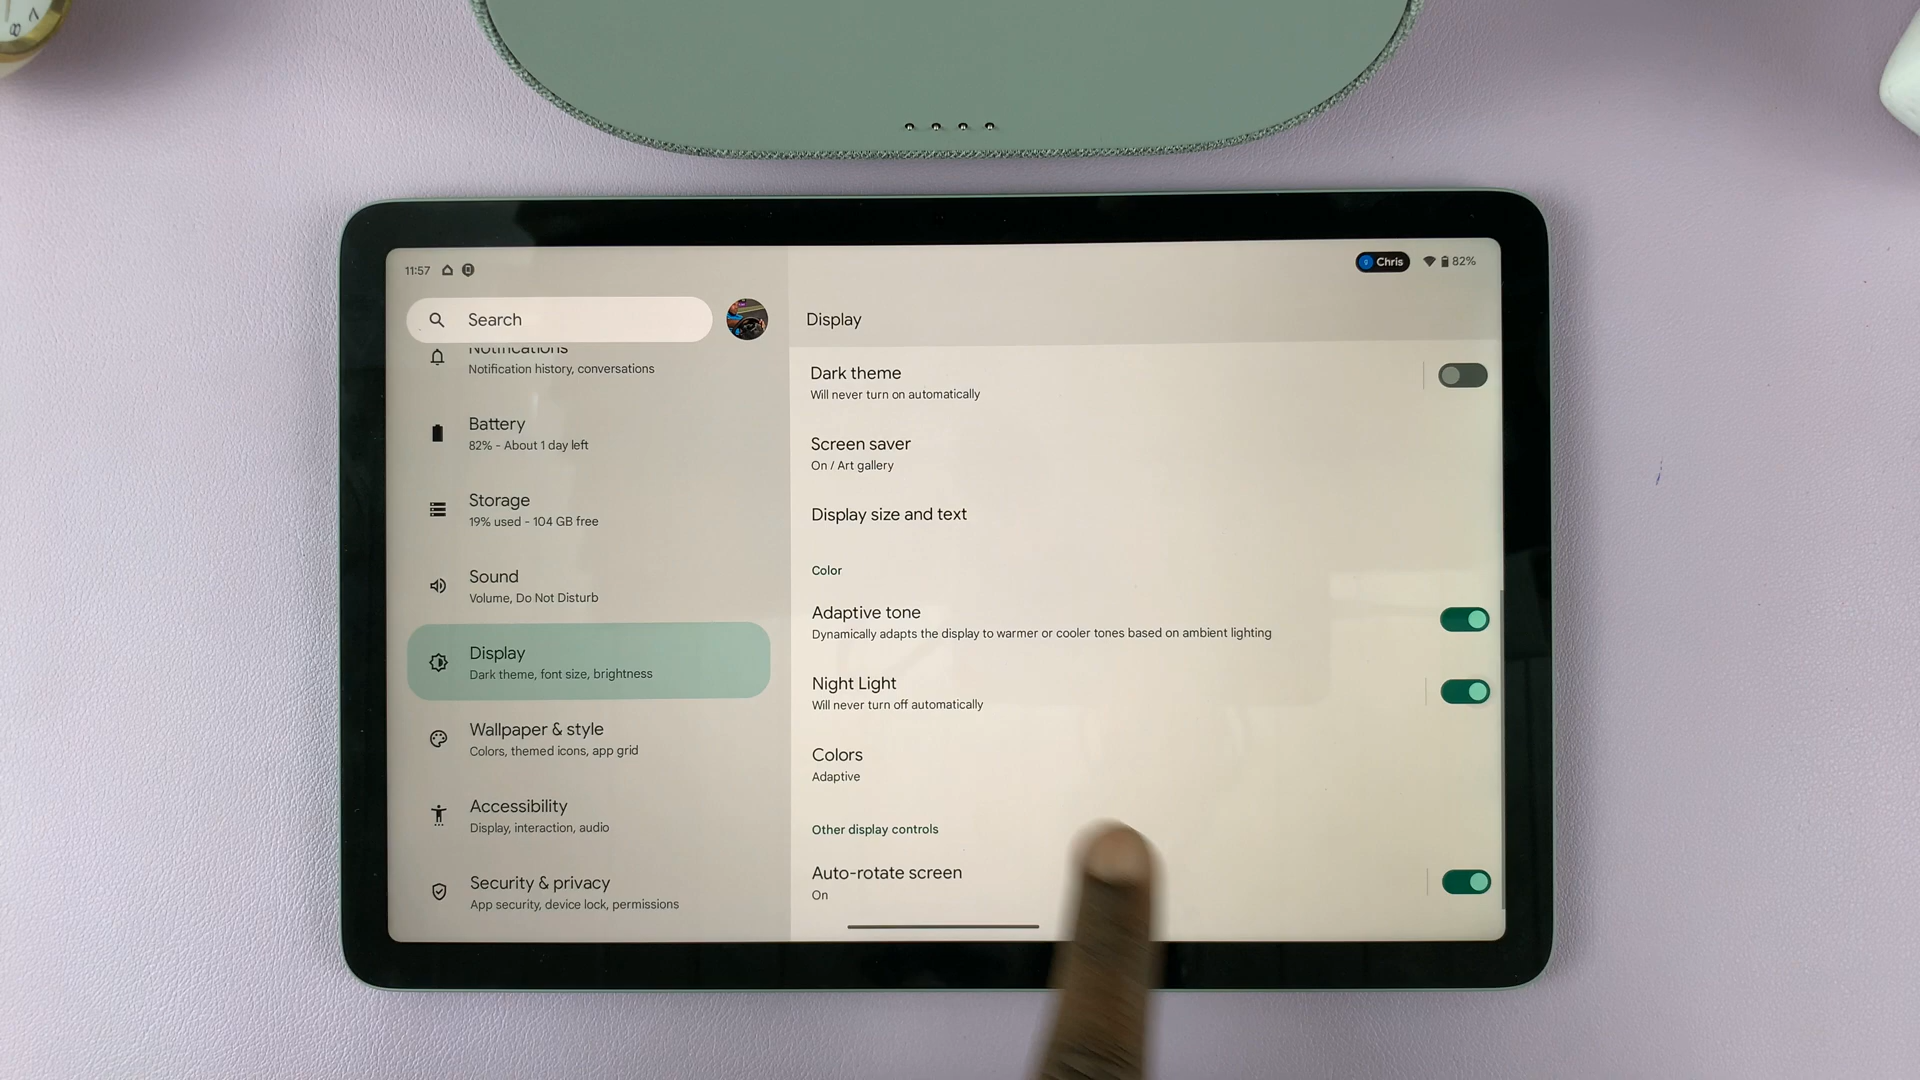 11:57
Chris
82%
Search
Display
Notifications
Notification history, conversations
Battery
82% - About 1 day left
Storage
19% used - 104 GB free
Sound
Volume, Do Not Disturb
Display
Dark theme, font size, brightness
Wallpaper & style
Colors, themed icons, app grid
Accessibility
Display, interaction, audio
Security & privacy
App security, device lock, permissions
Dark theme
Will never turn on automatically
Screen saver
On / Art gallery
Display size and text
Color
Adaptive tone
Dynamically adapts the display to warmer or cooler tones based on ambient lighting
Night Light
Will never turn off automatically
Colors
Adaptive
Other display controls
Auto-rotate screen
On